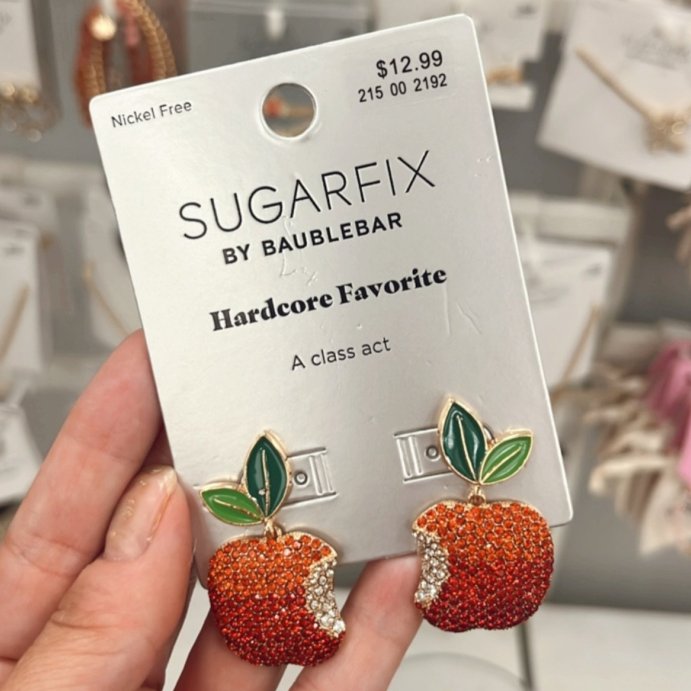 Nickel Free
$12.99
215 00 2192
SUGARFIX
BY BAUBLEBAR
Hardcore Favorite
A class act